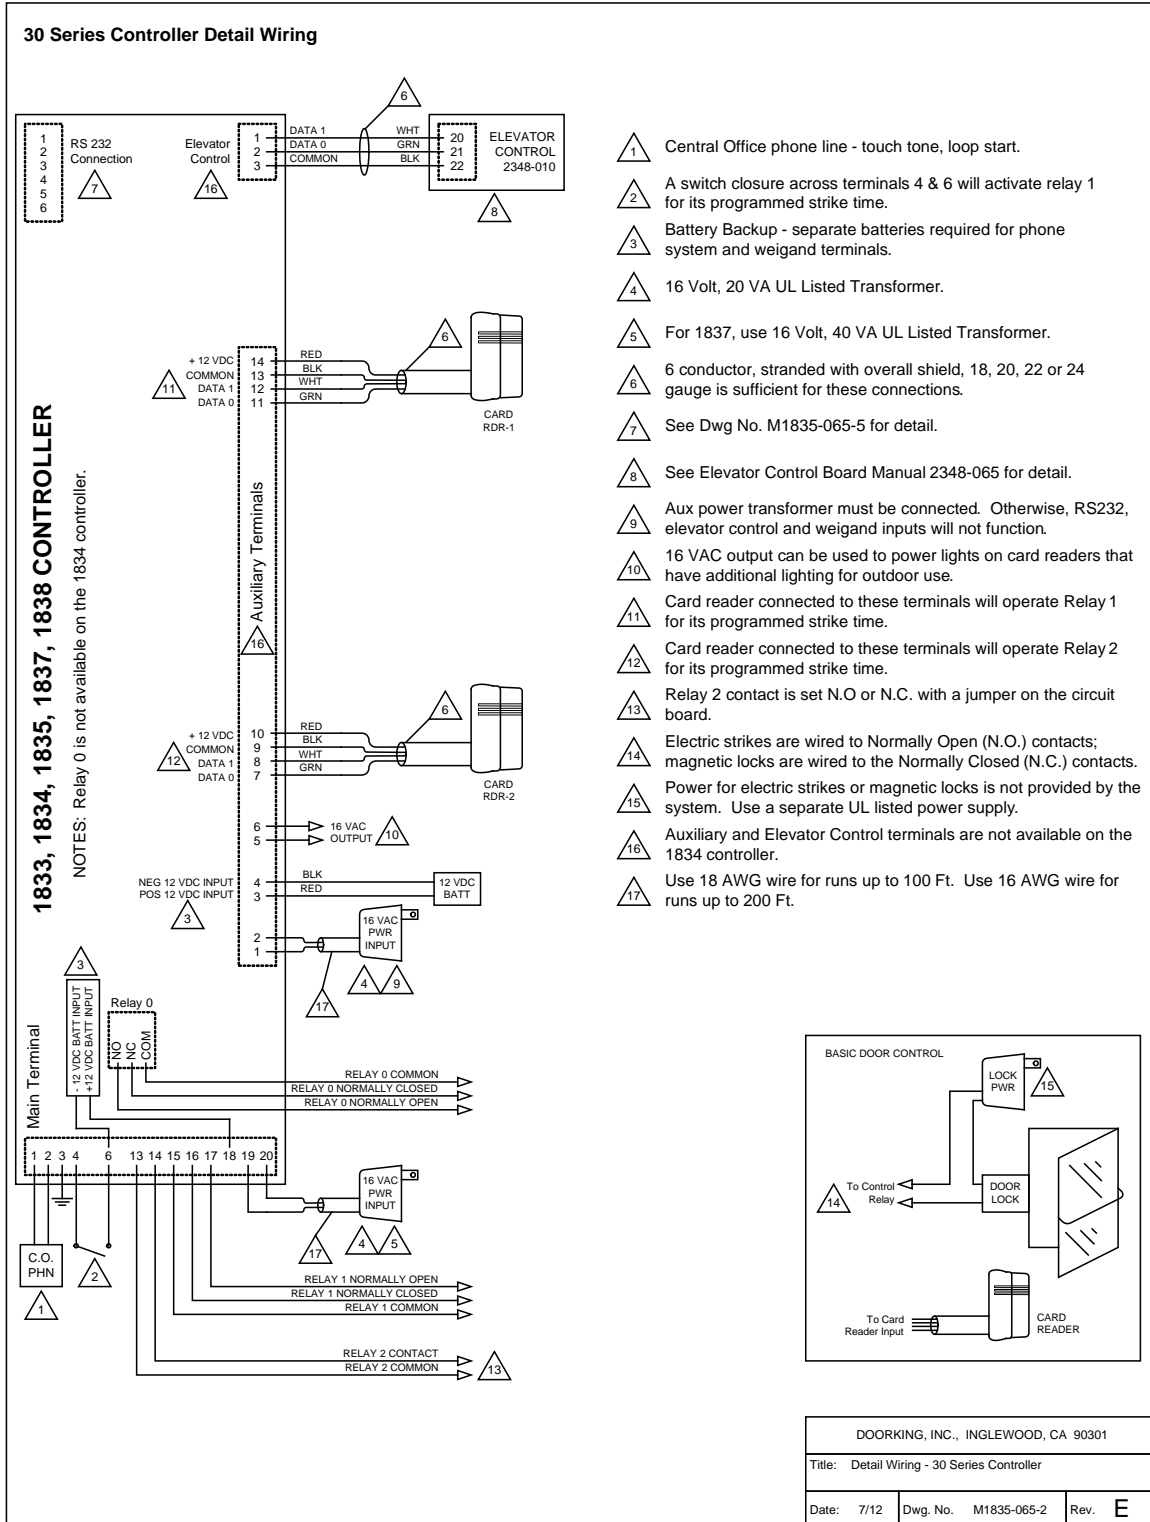 30 Series Controller Detail Wiring
1
2
3
4
5
6
RS 232
Connection
7
Elevator
Control
16
1
2
3
DATA 1
DATA 0
COMMON
6
WHT
GRN
BLK
20
21
22
ELEVATOR
CONTROL
2348-010
8
1833, 1834, 1835, 1837, 1838 CONTROLLER
NOTES: Relay 0 is not available on the 1834 controller.
11
+ 12 VDC
COMMON
DATA 1
DATA 0
14
13
12
11
RED
BLK
WHT
GRN
6
CARD
RDR-1
Auxiliary Terminals
16
12
+ 12 VDC
COMMON
DATA 1
DATA 0
10
9
8
7
RED
BLK
WHT
GRN
6
CARD
RDR-2
6
5
16 VAC
OUTPUT
10
NEG 12 VDC INPUT
POS 12 VDC INPUT
3
4
3
BLK
RED
12 VDC
BATT
2
1
16 VAC
PWR
INPUT
17
4
9
3
- 12 VDC BATT INPUT
+12 VDC BATT INPUT
Relay 0
NO
NC
COM
RELAY 0 COMMON
RELAY 0 NORMALLY CLOSED
RELAY 0 NORMALLY OPEN
Main Terminal
1 2 3 4 6 13 14 15 16 17 18 19 20
16 VAC
PWR
INPUT
17
4
5
C.O.
PHN
1
2
RELAY 1 NORMALLY OPEN
RELAY 1 NORMALLY CLOSED
RELAY 1 COMMON
RELAY 2 CONTACT
RELAY 2 COMMON
13
1 Central Office phone line - touch tone, loop start.
2 A switch closure across terminals 4 & 6 will activate relay 1
for its programmed strike time.
3 Battery Backup - separate batteries required for phone
system and weigand terminals.
4 16 Volt, 20 VA UL Listed Transformer.
5 For 1837, use 16 Volt, 40 VA UL Listed Transformer.
6 6 conductor, stranded with overall shield, 18, 20, 22 or 24
gauge is sufficient for these connections.
7 See Dwg No. M1835-065-5 for detail.
8 See Elevator Control Board Manual 2348-065 for detail.
9 Aux power transformer must be connected. Otherwise, RS232,
elevator control and weigand inputs will not function.
10 16 VAC output can be used to power lights on card readers that
have additional lighting for outdoor use.
11 Card reader connected to these terminals will operate Relay 1
for its programmed strike time.
12 Card reader connected to these terminals will operate Relay 2
for its programmed strike time.
13 Relay 2 contact is set N.O or N.C. with a jumper on the circuit
board.
14 Electric strikes are wired to Normally Open (N.O.) contacts;
magnetic locks are wired to the Normally Closed (N.C.) contacts.
15 Power for electric strikes or magnetic locks is not provided by the
system. Use a separate UL listed power supply.
16 Auxiliary and Elevator Control terminals are not available on the
1834 controller.
17 Use 18 AWG wire for runs up to 100 Ft. Use 16 AWG wire for
runs up to 200 Ft.
BASIC DOOR CONTROL
LOCK
PWR
15
14
To Control
Relay
DOOR
LOCK
To Card
Reader Input
CARD
READER
DOORKING, INC., INGLEWOOD, CA 90301
Title: Detail Wiring - 30 Series Controller
Date: 7/12 Dwg. No. M1835-065-2 Rev. E